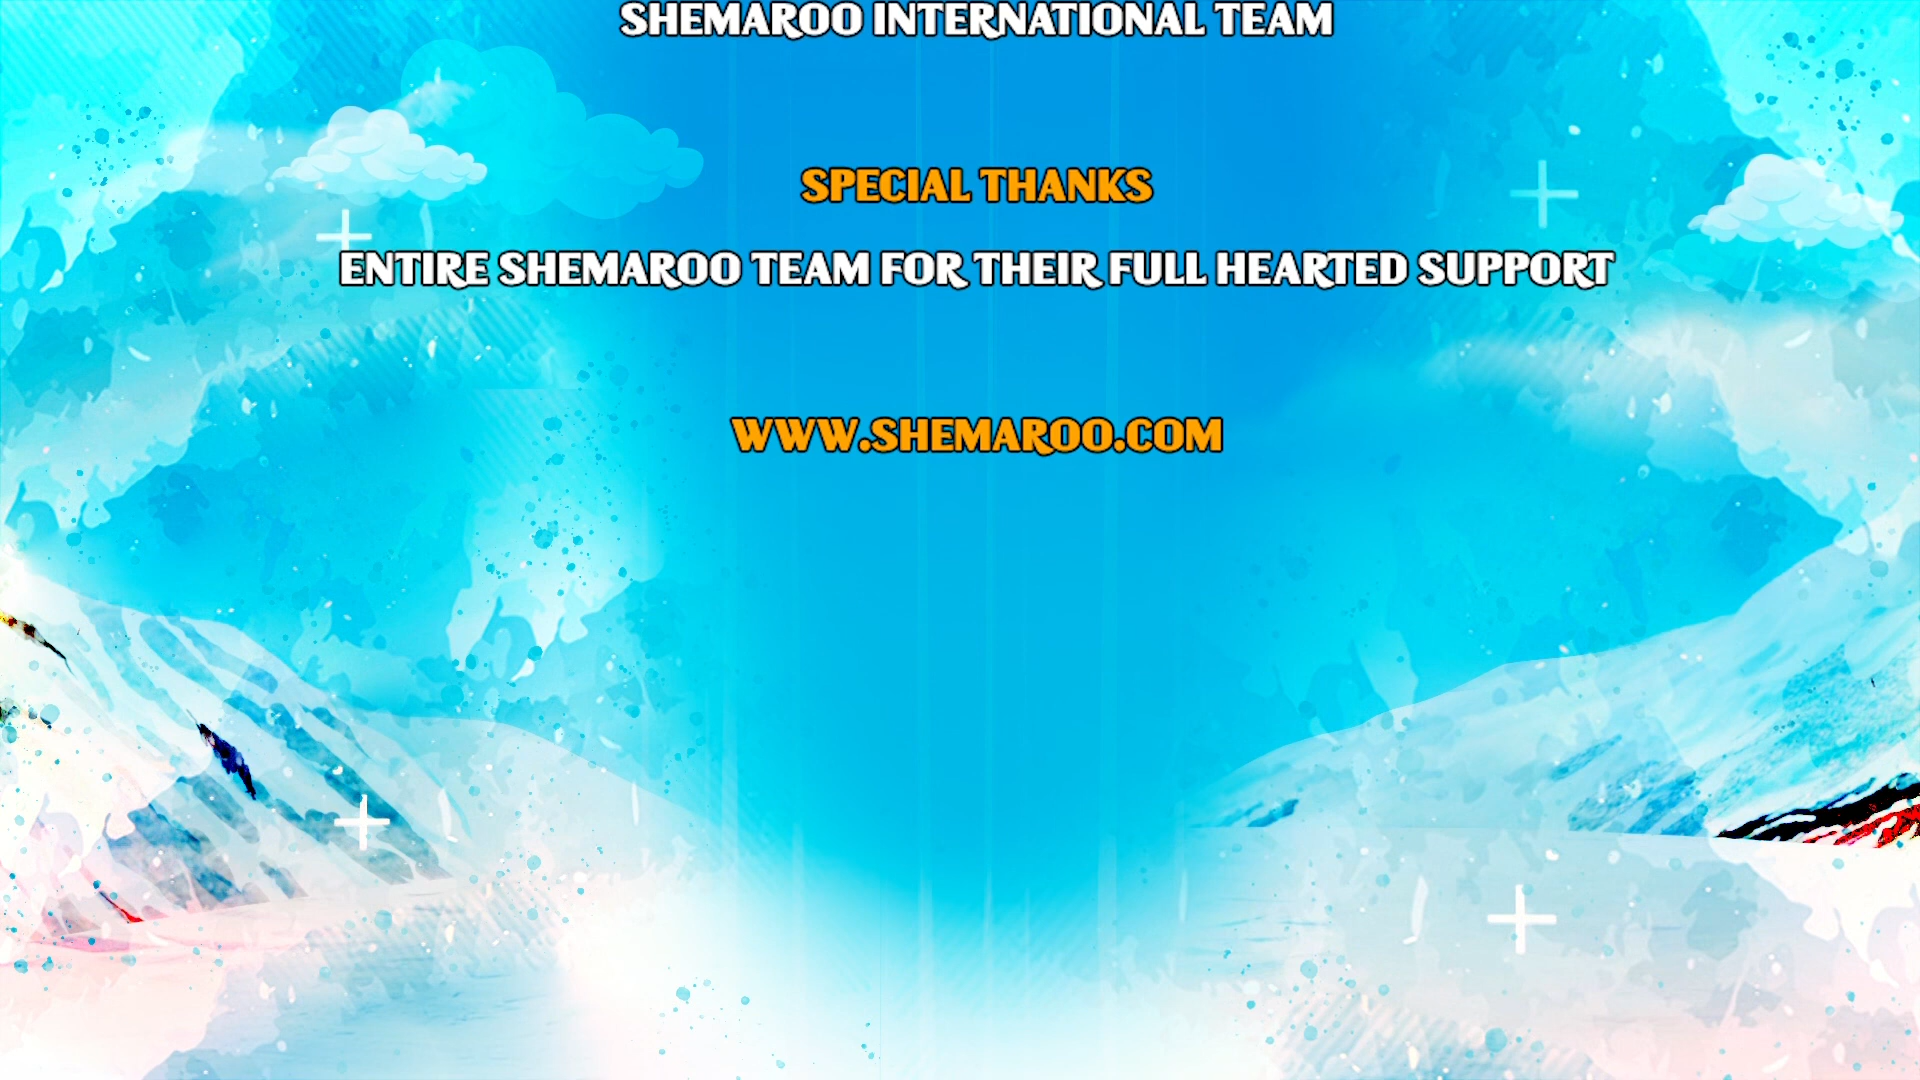 SHEMAROO INTERNATIONAL TEAM
SPECIAL THANKS
ENTIRE SHEMAROO TEAM FOR THEIR FULL HEARTED SUPPORT
WWW.SHEMAROO.COM